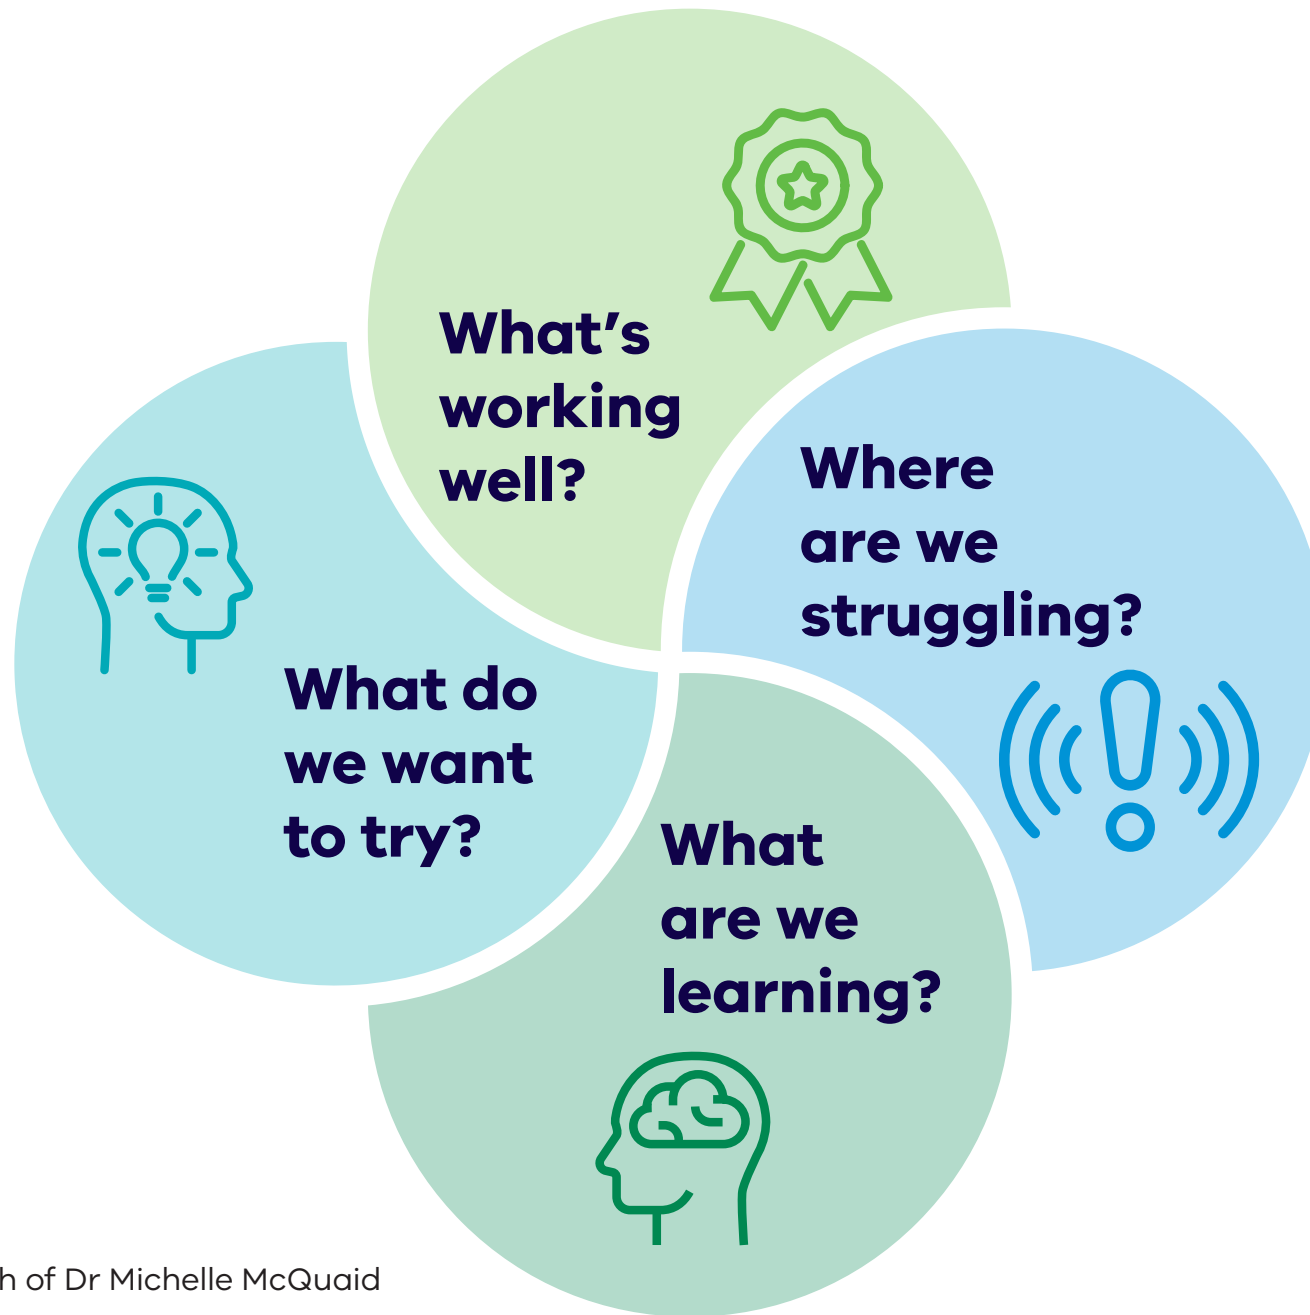 What's
working
well?
Where
are we
struggling?
What
are we
learning?
What do
we want
to try?
h of Dr Michelle McQuaid